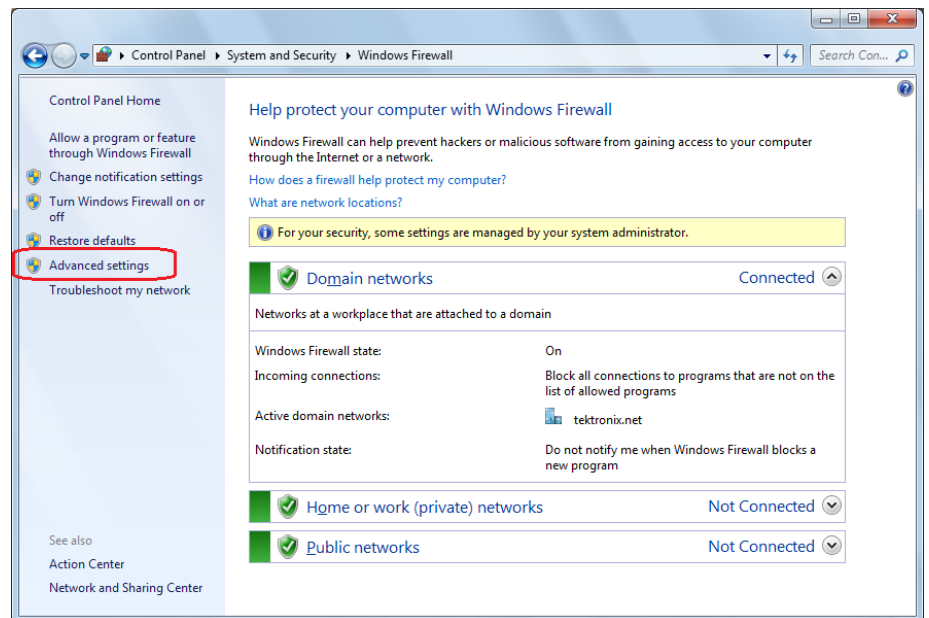 Control Panel ▸ System and Security ▸ Windows Firewall
Search Con...
Control Panel Home
Allow a program or feature
through Windows Firewall
Change notification settings
Turn Windows Firewall on or
off
Restore defaults
Advanced settings
Troubleshoot my network
See also
Action Center
Network and Sharing Center
Help protect your computer with Windows Firewall
Windows Firewall can help prevent hackers or malicious software from gaining access to your computer
through the Internet or a network.
How does a firewall help protect my computer?
What are network locations?
For your security, some settings are managed by your system administrator.
Domain networks Connected
Networks at a workplace that are attached to a domain
Windows Firewall state: On
Incoming connections: Block all connections to programs that are not on the
list of allowed programs
Active domain networks: tektronix.net
Notification state: Do not notify me when Windows Firewall blocks a
new program
Home or work (private) networks Not Connected
Public networks Not Connected